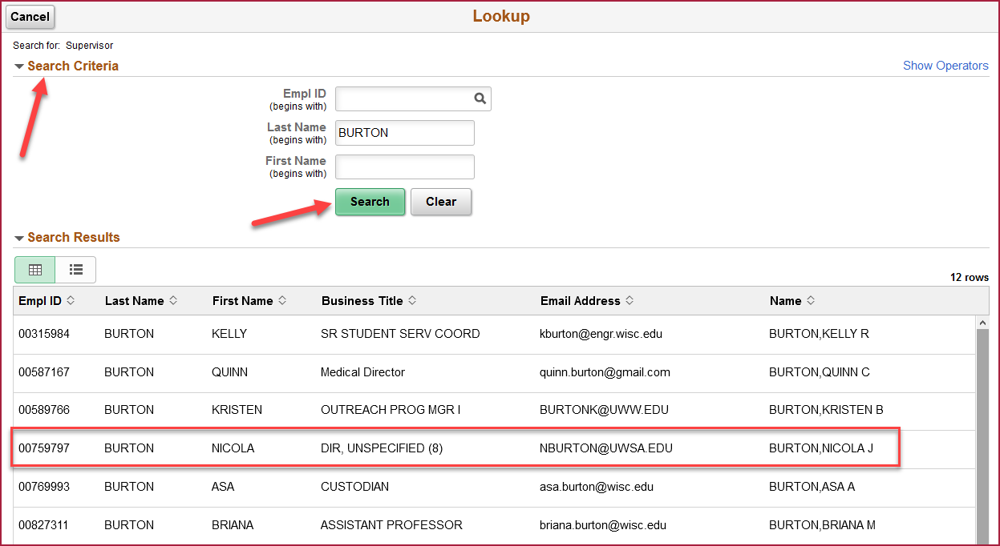 Cancel
Lookup
Search for: Supervisor
Search Criteria
Show Operators
Empl ID
(begins with)
Last Name
(begins with)
BURTON
First Name
(begins with)
Search Clear
Search Results
12 rows
Empl ID Last Name First Name Business Title Email Address Name
00315984 BURTON KELLY SR STUDENT SERV COORD kburton@engr.wisc.edu BURTON,KELLY R
00587167 BURTON QUINN Medical Director quinn.burton@gmail.com BURTON,QUINN C
00589766 BURTON KRISTEN OUTREACH PROG MGR I BURTONK@UWW.EDU BURTON,KRISTEN B
00759797 BURTON NICOLA DIR, UNSPECIFIED (8) NBURTON@UWSA.EDU BURTON,NICOLA J
00769993 BURTON ASA CUSTODIAN asa.burton@wisc.edu BURTON,ASA A
00827311 BURTON BRIANA ASSISTANT PROFESSOR briana.burton@wisc.edu BURTON,BRIANA M